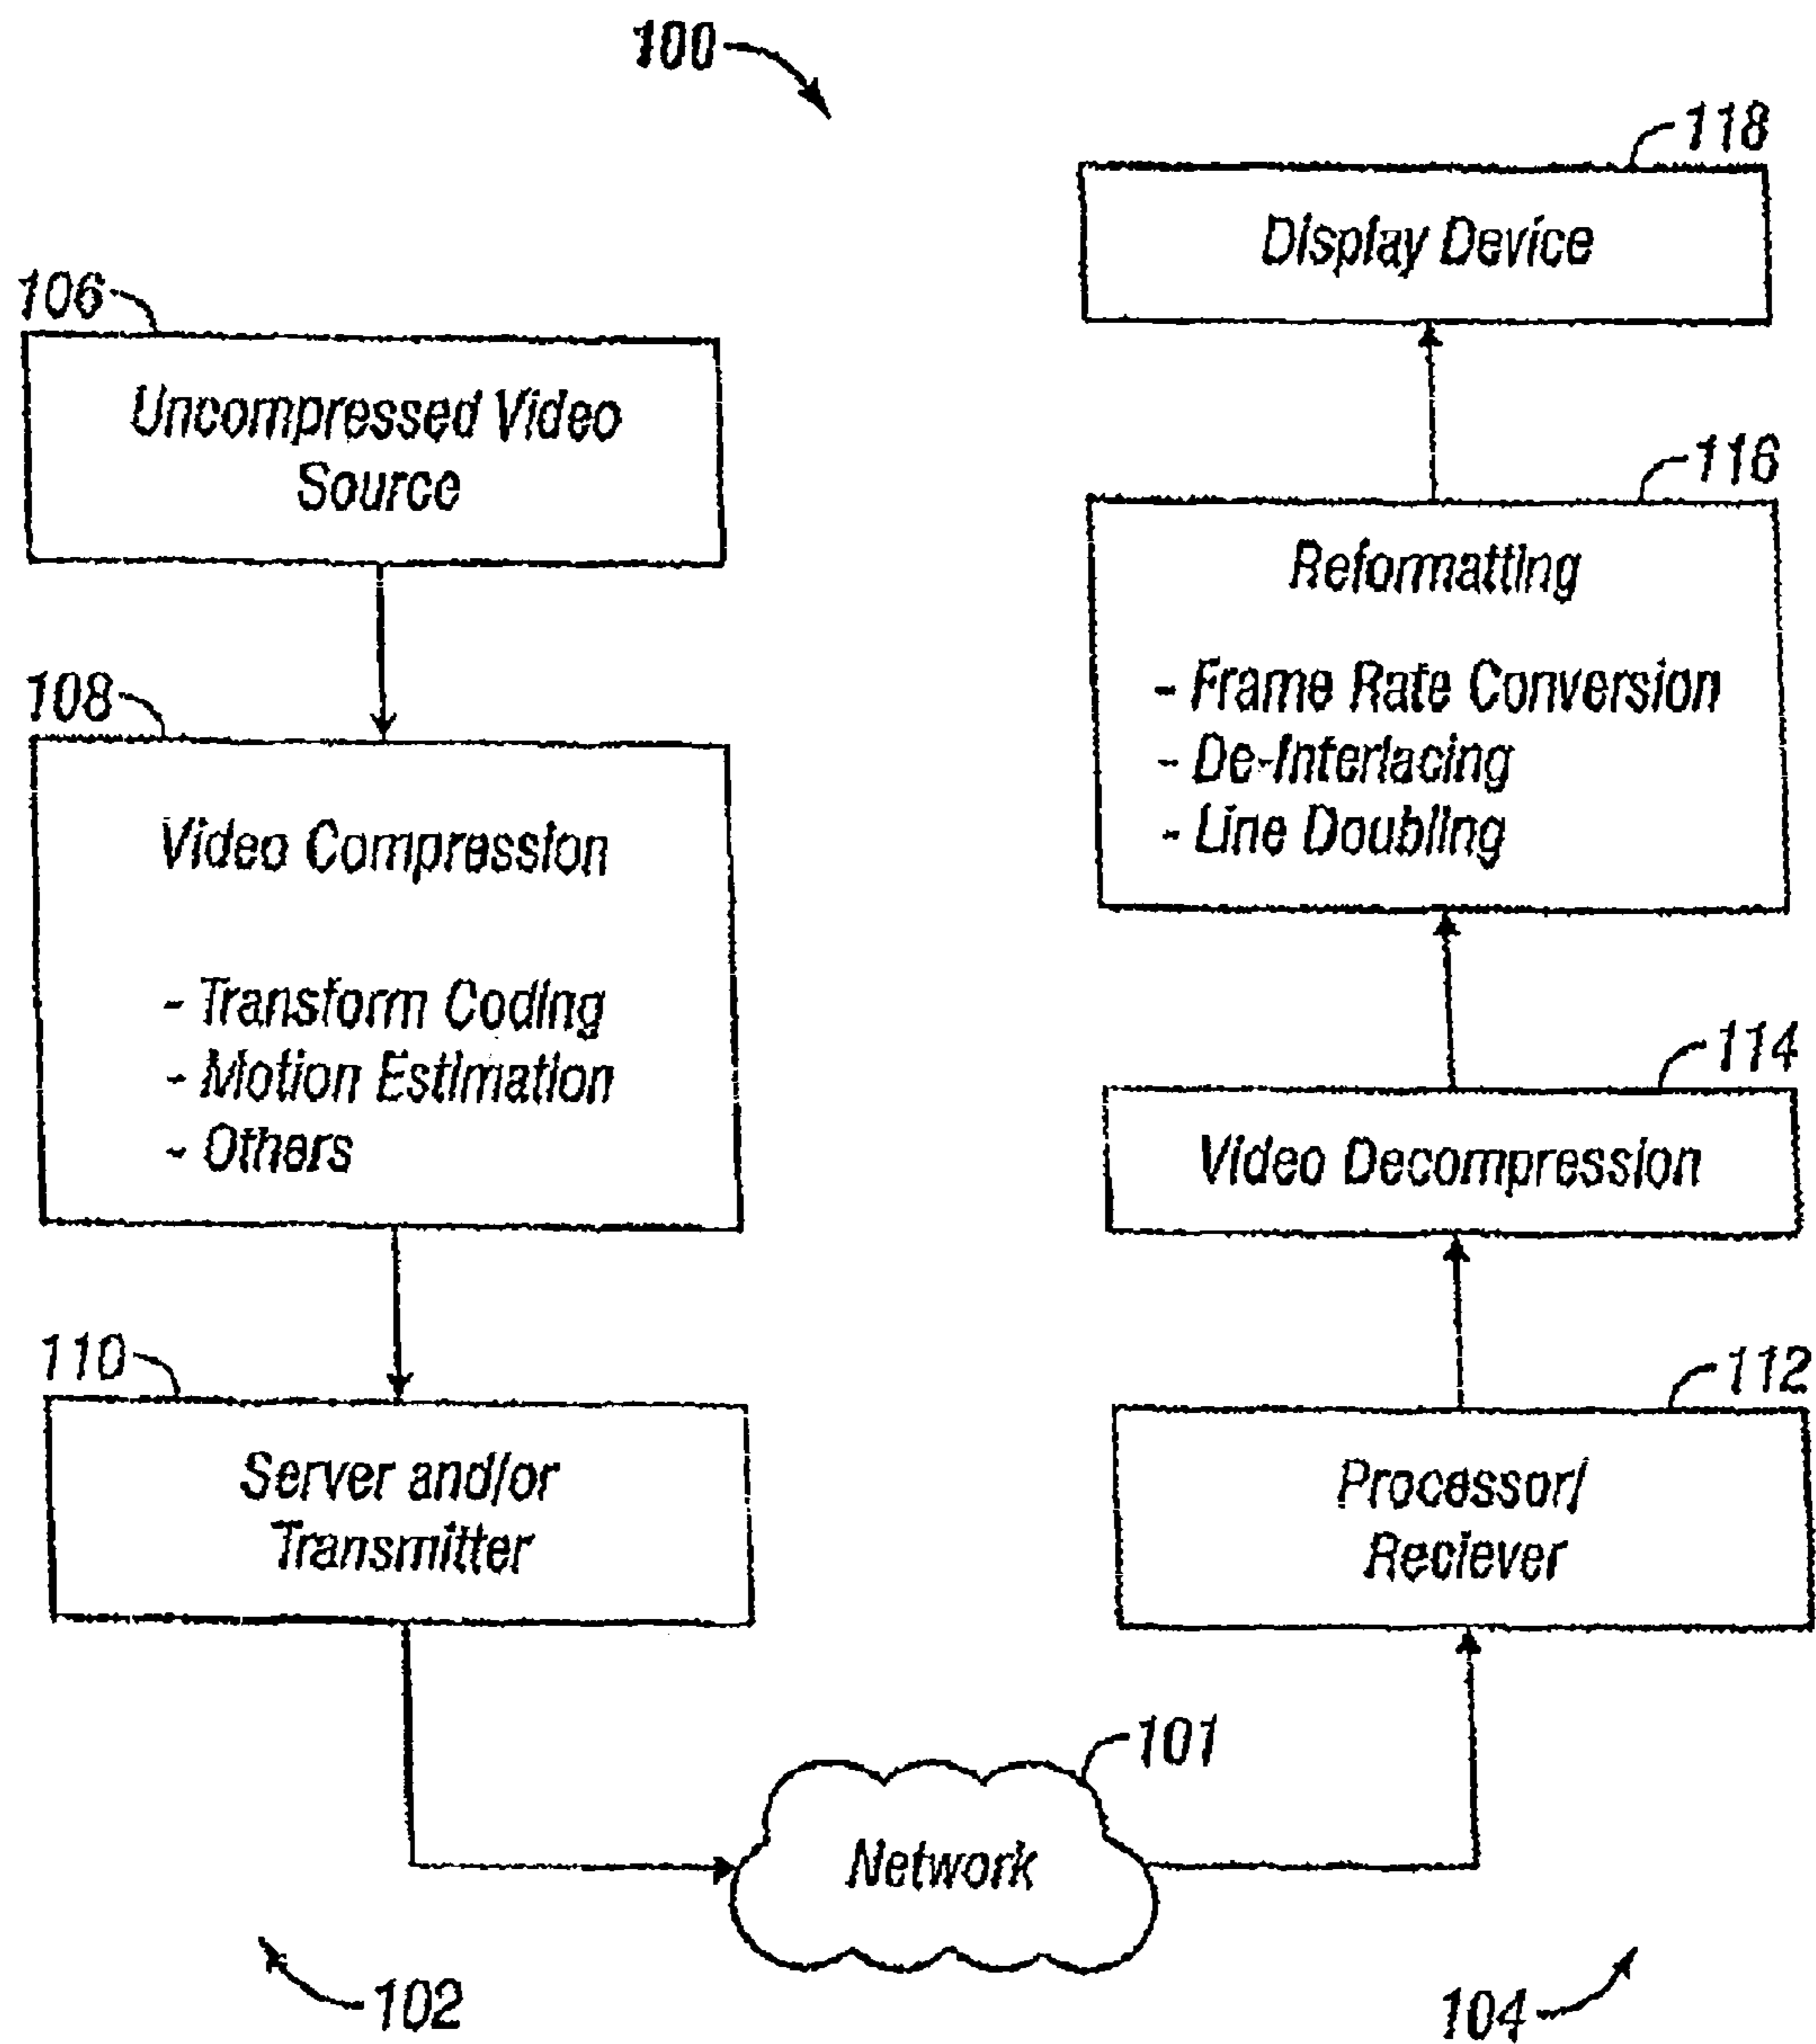 100
106
Uncompressed Video
Source
108
Video Compression
- Transform Coding
- Motion Estimation
- Others
110
Server and/or
Transmitter
102
Network
101
118
Display Device
116
Reformatting
- Frame Rate Conversion
- De-Interlacing
- Line Doubling
114
Video Decompression
112
Processor/
Reciever
104